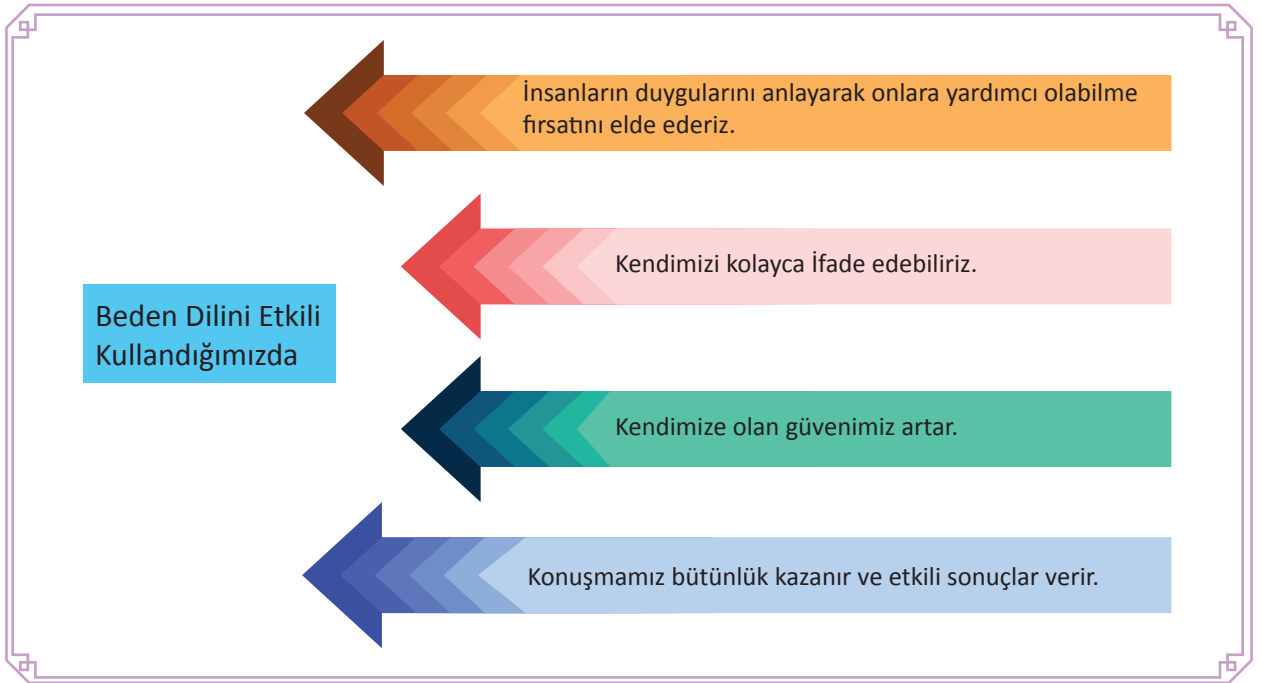 İnsanların duygularını anlayarak onlara yardımcı olabilme
fırsatını elde ederiz.
Kendimizi kolayca İfade edebiliriz.
Beden Dilini Etkili
Kullandığımızda
Kendimize olan güvenimiz artar.
Konuşmamız bütünlük kazanır ve etkili sonuçlar verir.